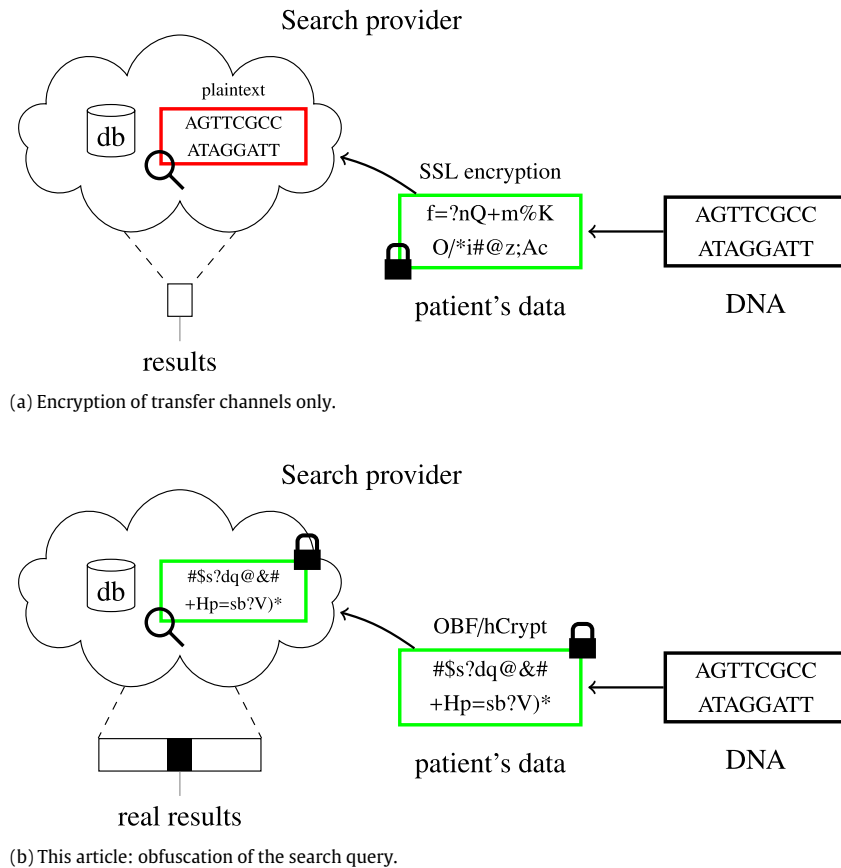 Search provider
plaintext
db
AGTTCGCC
ATAGGATT
SSL encryption
f=?nQ+m%K
O/*i#@z;Ac
AGTTCGCC
ATAGGATT
patient's data
DNA
results
(a) Encryption of transfer channels only.
Search provider
db
#$s?dq@&#
+Hp=sb?V)*
OBF/hCrypt
#$s?dq@&#
+Hp=sb?V)*
AGTTCGCC
ATAGGATT
patient's data
DNA
real results
(b) This article: obfuscation of the search query.